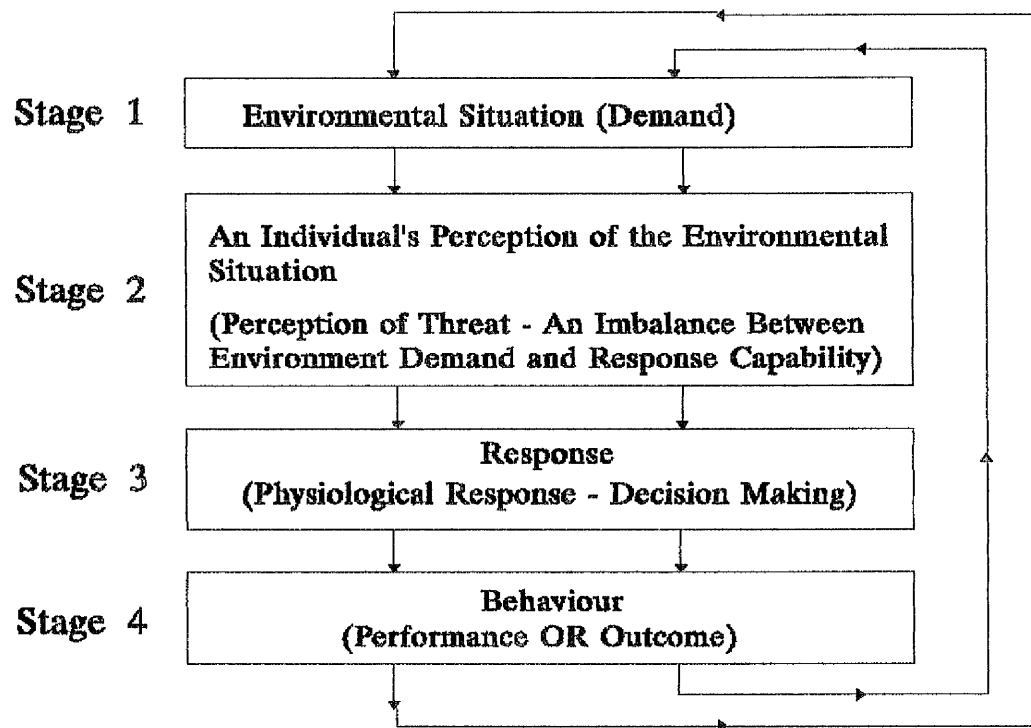 Stage 1
Environmental Situation (Demand)
Stage 2
An Individual's Perception of the Environmental
Situation
(Perception of Threat - An Imbalance Between
Environment Demand and Response Capability)
Stage 3
Response
(Physiological Response - Decision Making)
Stage 4
Behaviour
(Performance OR Outcome)